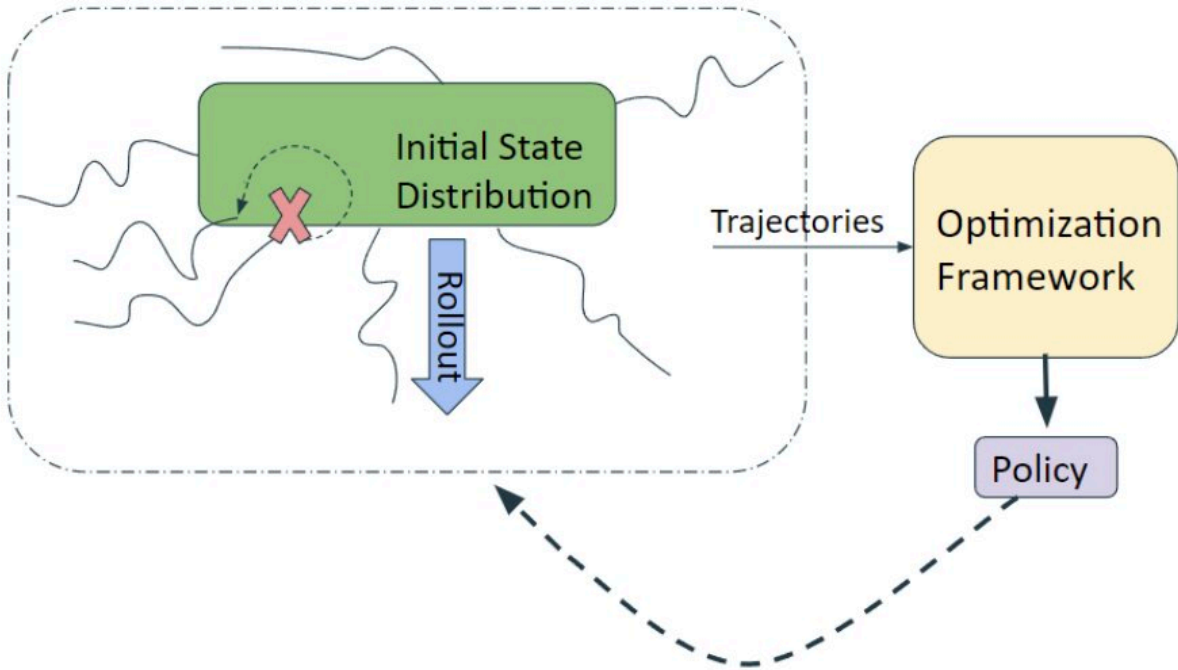 Initial State
Distribution
Rollout
Trajectories
Optimization
Framework
Policy